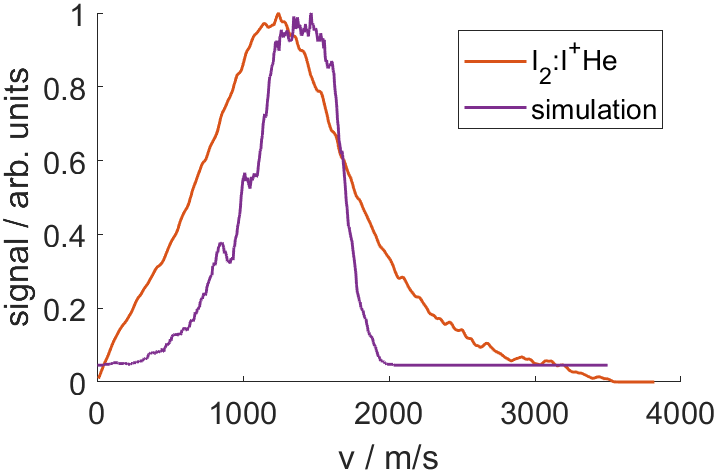 signal / arb. units
1
0.8
0.6
0.4
0.2
0
0
1000
2000
3000
4000
v / m/s
I₂:I⁺He
simulation